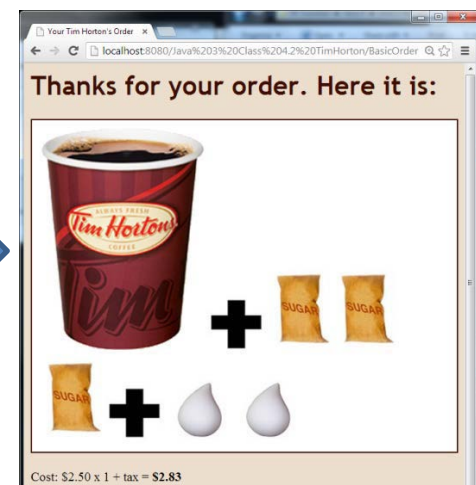 Your Tim Horton's Order
localhost:8080/Java%203%20Class%204.2%20TimHorton/BasicOrder
Thanks for your order. Here it is:
ALWAYS FRESH
Tim Hortons
COFFEE
Tim
SUGAR
SUGAR
SUGAR
Cost: $2.50 x 1 + tax = $2.83